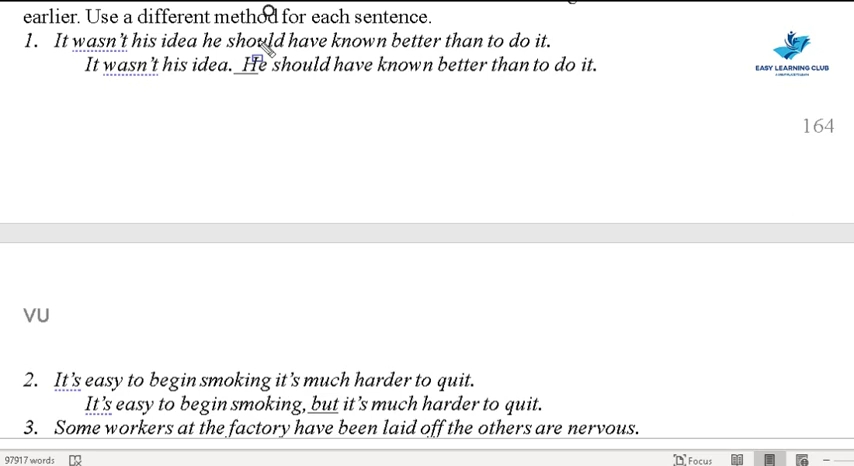 earlier. Use a different method for each sentence.
1. It wasn't his idea he should have known better than to do it.
It wasn't his idea. He should have known better than to do it.
EASY LEARNING CLUB
164
VU
2. It's easy to begin smoking it's much harder to quit.
It's easy to begin smoking, but it's much harder to quit.
3. Some workers at the factory have been laid off the others are nervous.
97917 words
Focus